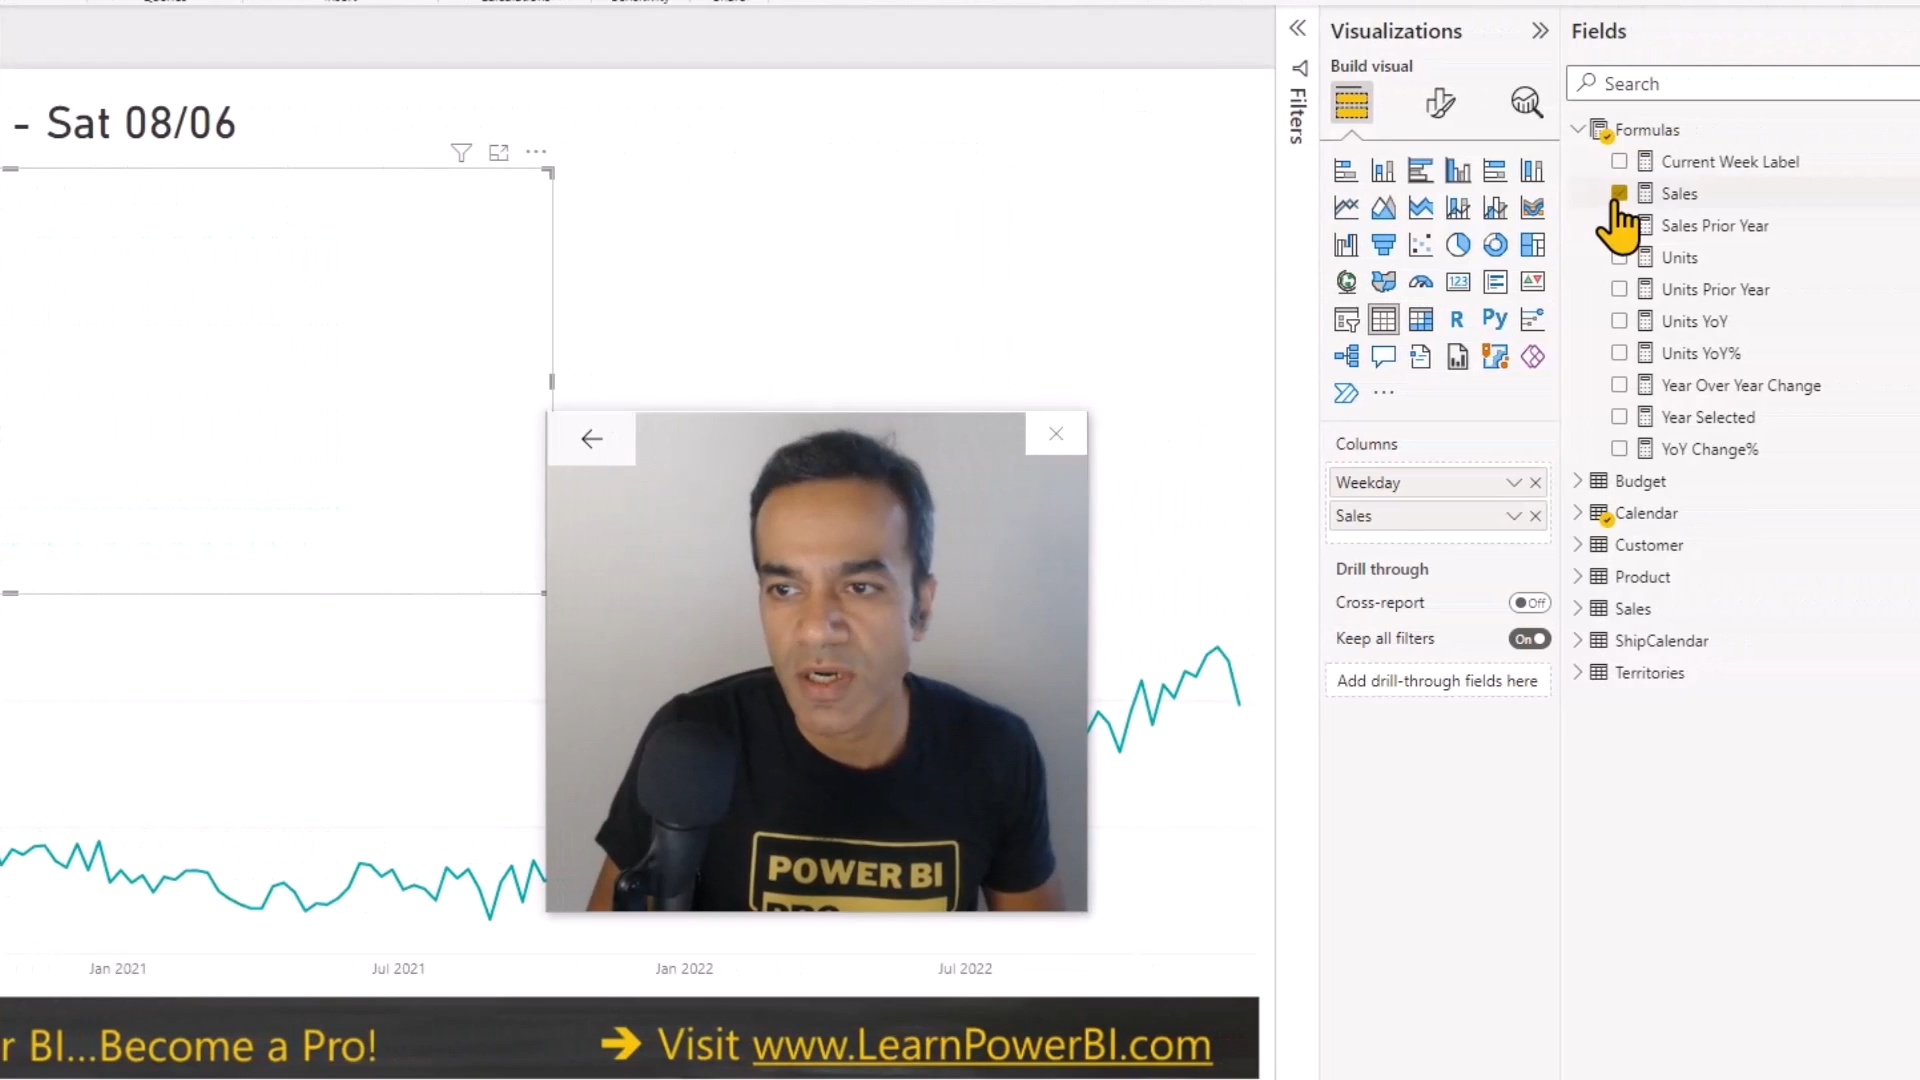 - Sat 08/06
Filters
Visualizations
Build visual
123
R
Py
Columns
Weekday
Sales
Drill through
Cross-report
Off
Keep all filters
On
Add drill-through fields here
Fields
Search
Formulas
Current Week Label
Sales
Sales Prior Year
Units
Units Prior Year
Units YoY
Units YoY%
Year Over Year Change
Year Selected
YoY Change%
Budget
Calendar
Customer
Product
Sales
ShipCalendar
Territories
POWER BI
Jan 2021
Jul 2021
Jan 2022
Jul 2022
r BI...Become a Pro!
Visit www.LearnPowerBI.com